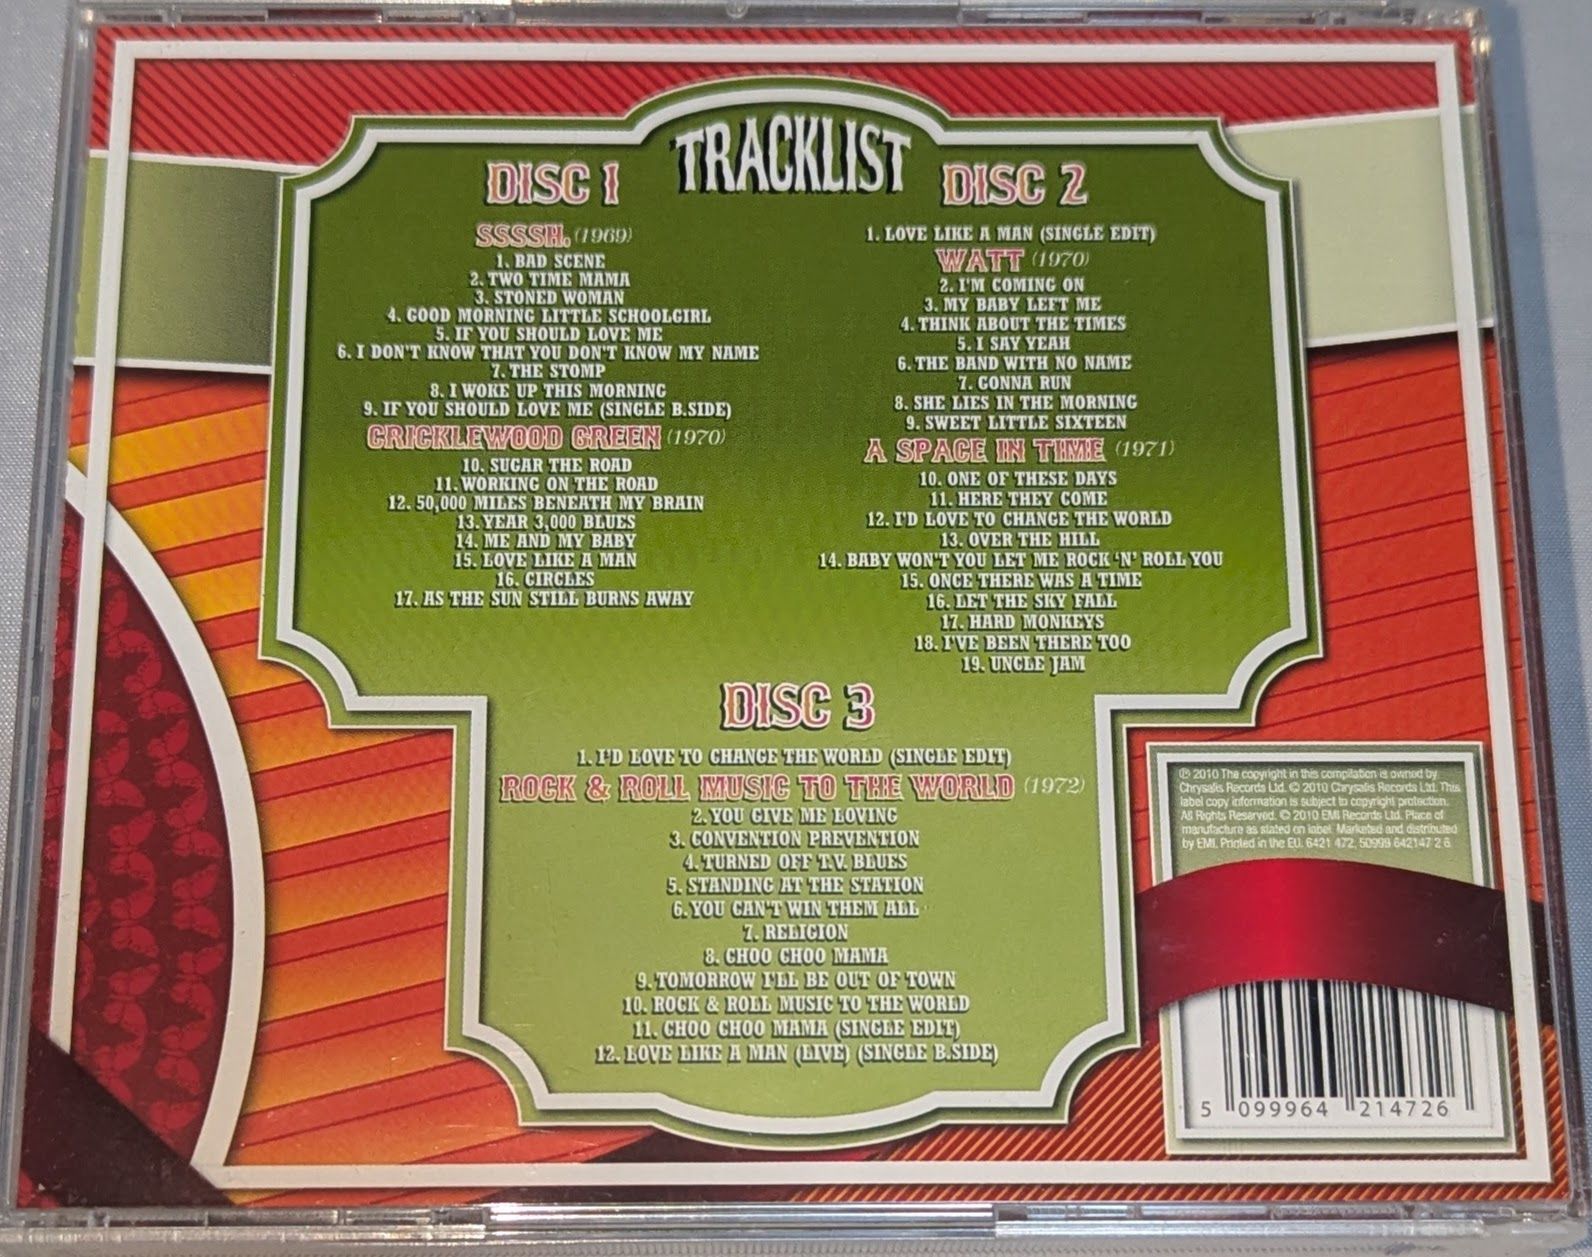 TRACKLIST
DISC 1
SSSSH. (1969)
1. BAD SCENE
2. TWO TIME MAMA
3. STONED WOMAN
4. GOOD MORNING LITTLE SCHOOLGIRL
5. IF YOU SHOULD LOVE ME
6. I DON'T KNOW THAT YOU DON'T KNOW MY NAME
7. THE STOMP
8. I WOKE UP THIS MORNING
9. IF YOU SHOULD LOVE ME (SINGLE B.SIDE)
CRICKLEWOOD GREEN (1970)
10. SUGAR THE ROAD
11. WORKING ON THE ROAD
12. 50,000 MILES BENEATH MY BRAIN
13. YEAR 3,000 BLUES
14. ME AND MY BABY
15. LOVE LIKE A MAN
16. CIRCLES
17. AS THE SUN STILL BURNS AWAY
DISC 2
1. LOVE LIKE A MAN (SINGLE EDIT)
WATT (1970)
2. I'M COMING ON
3. MY BABY LEFT ME
4. THINK ABOUT THE TIMES
5. I SAY YEAH
6. THE BAND WITH NO NAME
7. GONNA RUN
8. SHE LIES IN THE MORNING
9. SWEET LITTLE SIXTEEN
A SPACE IN TIME (1971)
10. ONE OF THESE DAYS
11. HERE THEY COME
12. I'D LOVE TO CHANGE THE WORLD
13. OVER THE HILL
14. BABY WON'T YOU LET ME ROCK 'N' ROLL YOU
15. ONCE THERE WAS A TIME
16. LET THE SKY FALL
17. HARD MONKEYS
18. I'VE BEEN THERE TOO
19. UNCLE JAM
DISC 3
1. I'D LOVE TO CHANGE THE WORLD (SINGLE EDIT)
ROCK & ROLL MUSIC TO THE WORLD (1972)
2. YOU GIVE ME LOVING
3. CONVENTION PREVENTION
4. TURNED OFF T.V. BLUES
5. STANDING AT THE STATION
6. YOU CAN'T WIN THEM ALL
7. RELIGION
8. CHOO CHOO MAMA
9. TOMORROW I'LL BE OUT OF TOWN
10. ROCK & ROLL MUSIC TO THE WORLD
11. CHOO CHOO MAMA (SINGLE EDIT)
12. LOVE LIKE A MAN (LIVE) (SINGLE B.SIDE)
℗ 2010 The copyright in this compilation is owned by
Chrysalis Records Ltd. © 2010 Chrysalis Records Ltd. This
label copy information is subject to copyright protection.
All Rights Reserved. © 2010 EMI Records Ltd. Place of
manufacture as stated on label. Marketed and distributed
by EMI. Printed in the EU. 6421 472, 50999 642147 2 6
5 099964 214726